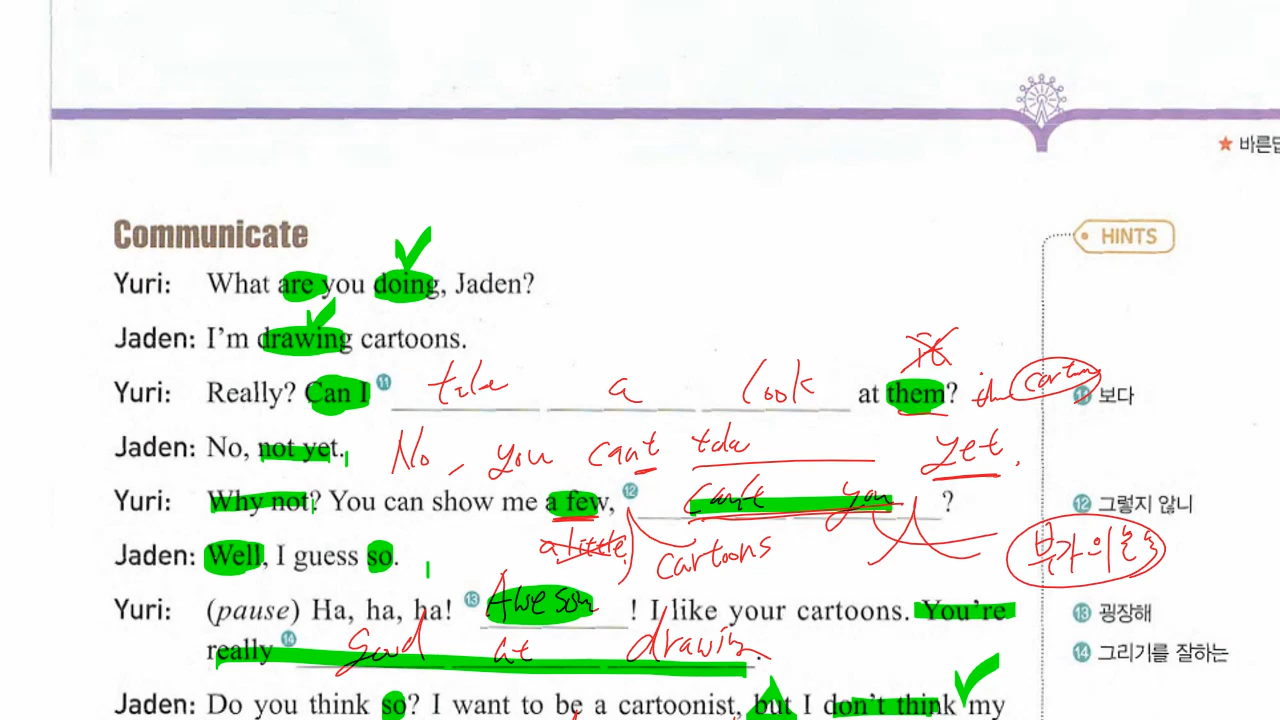 ★ 바른답
Communicate
HINTS
Yuri: What are you doing, Jaden?
Jaden: I'm drawing cartoons.
it
Yuri: Really? Can I ⑪ take a look at them? the cartoons
⑪ 보다
Jaden: No, not yet. No, you can't take yet.
Yuri: Why not? You can show me a few, ⑫ can't you ?
⑫ 그렇지 않니
a little cartoons
부가의문문
Jaden: Well, I guess so.
Yuri: (pause) Ha, ha, ha! ⑬ Aweson ! I like your cartoons. You're
⑬ 굉장해
really ⑭ good at drawin .
⑭ 그리기를 잘하는
Jaden: Do you think so? I want to be a cartoonist, but I don't think my